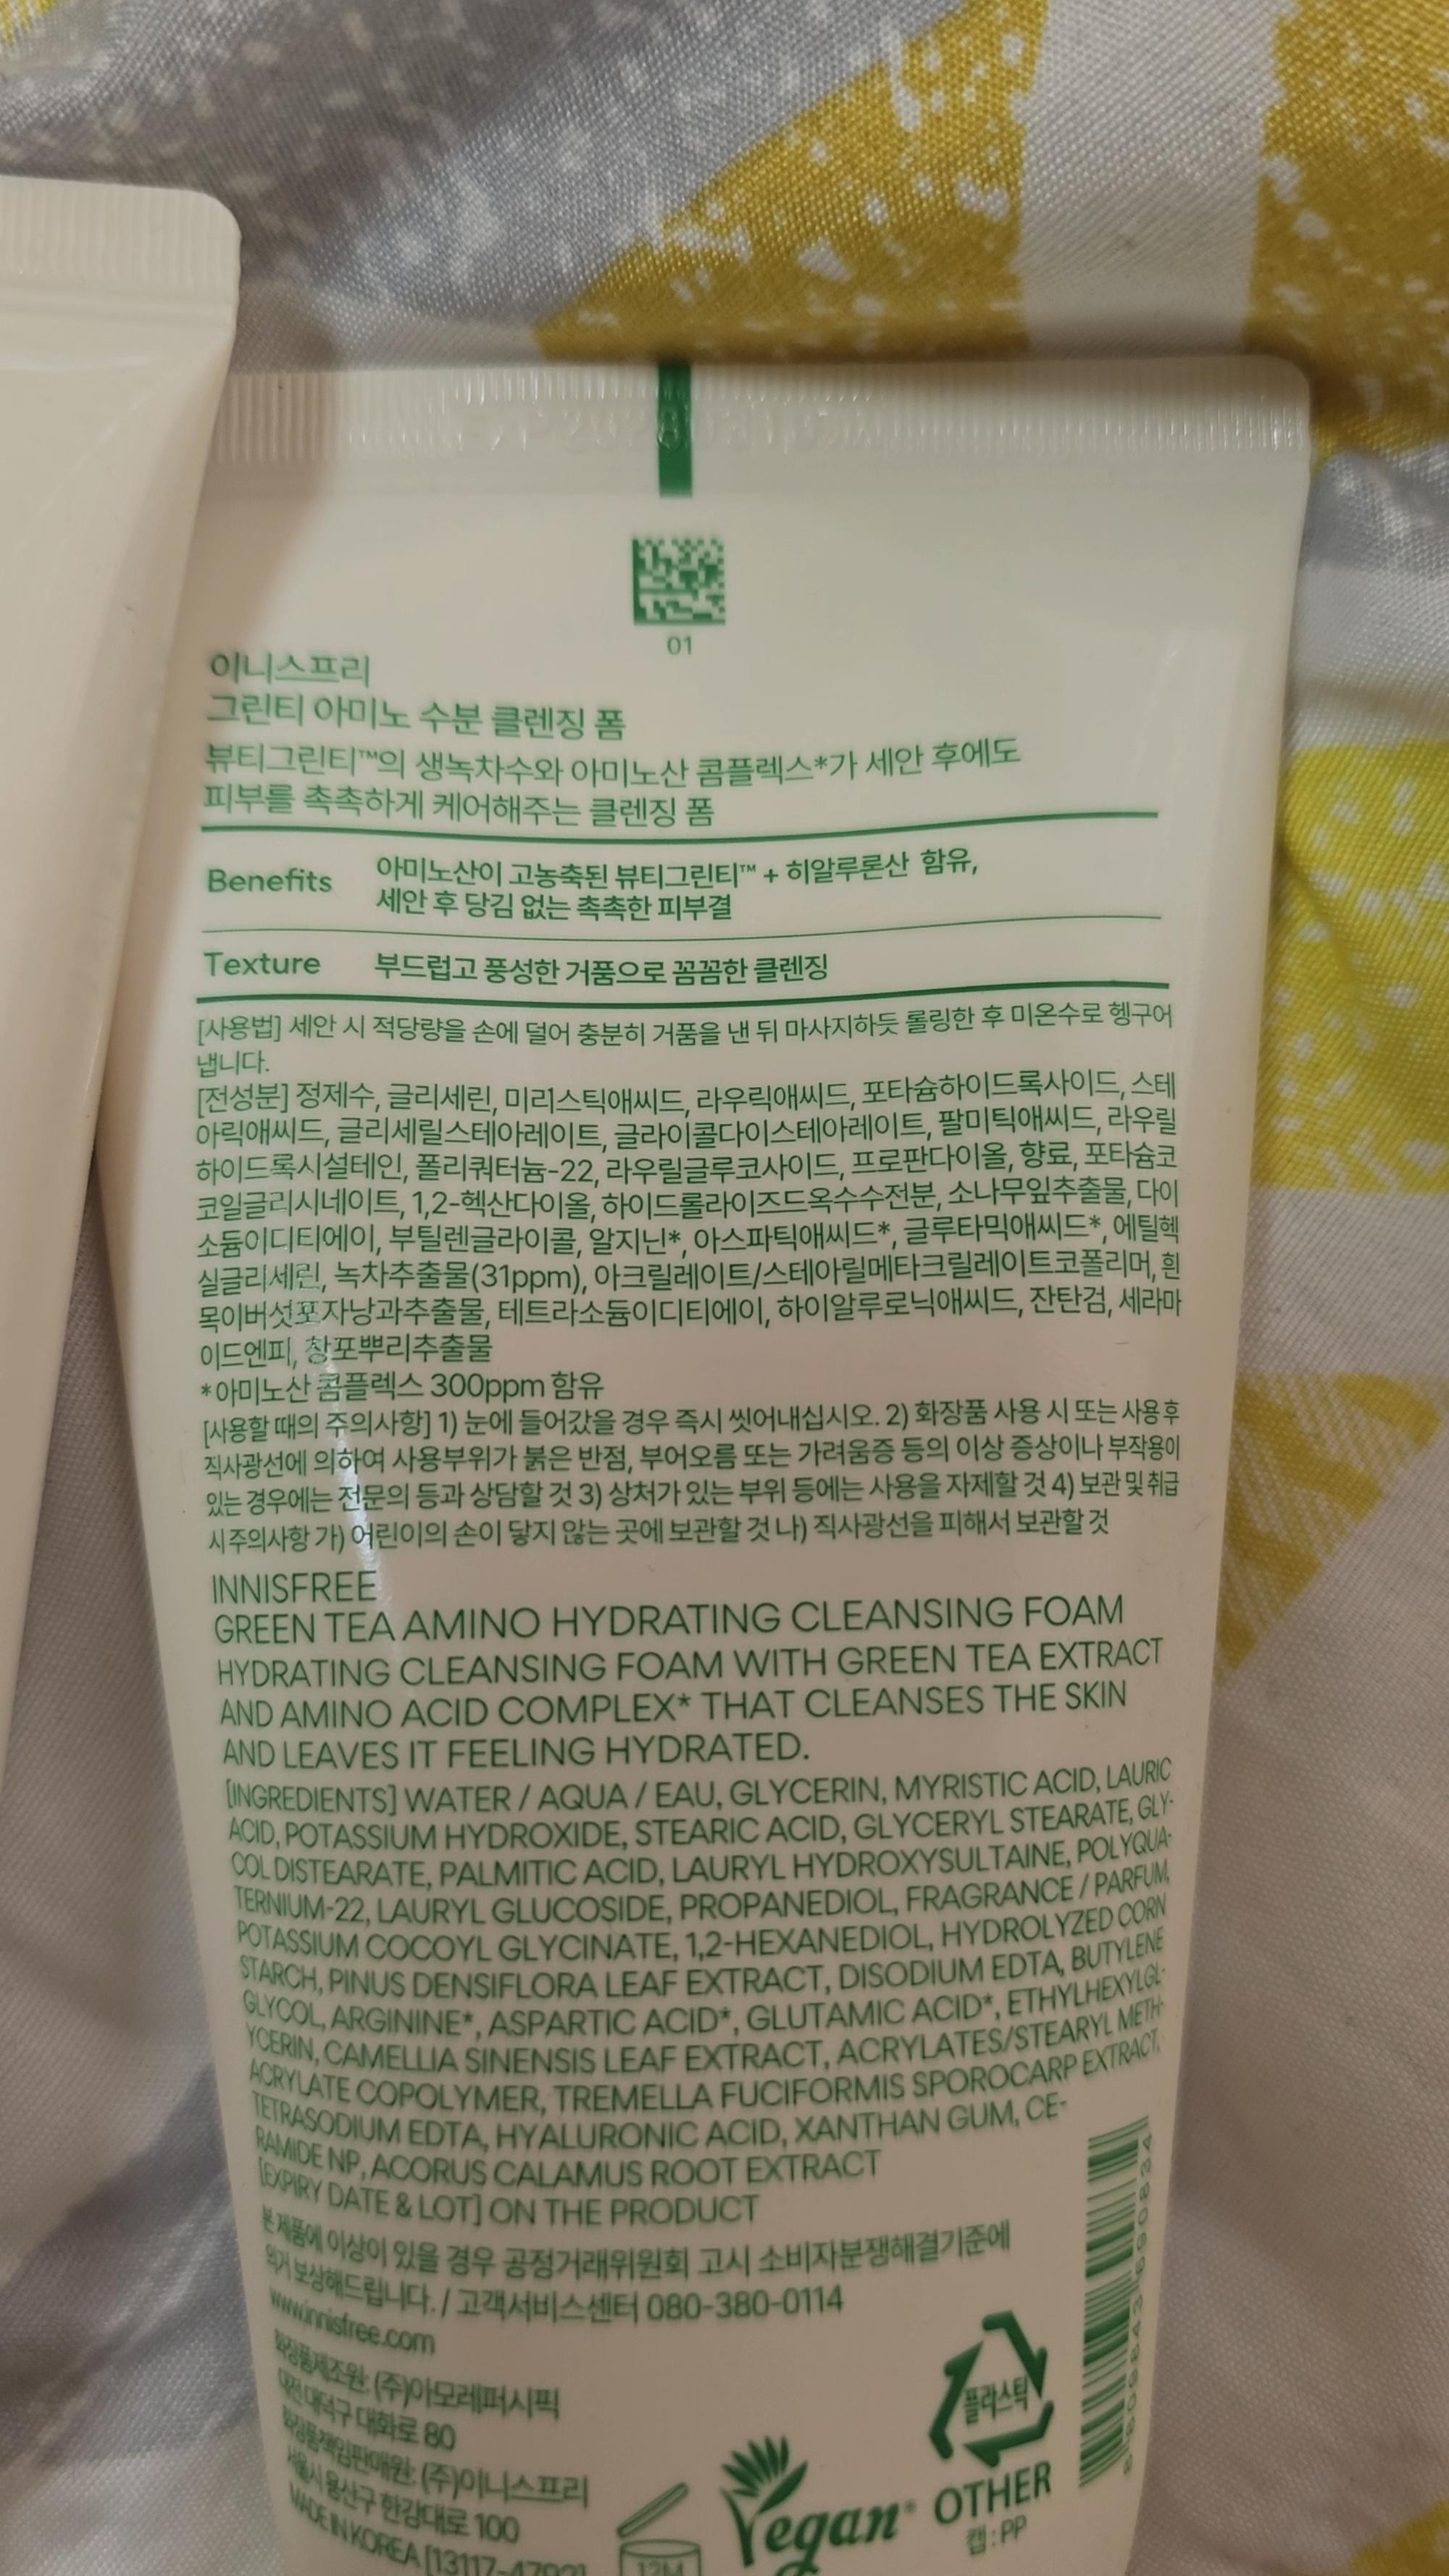 01
이니스프리
그린티 아미노 수분 클렌징 폼
뷰티그린티™의 생녹차수와 아미노산 콤플렉스*가 세안 후에도
피부를 촉촉하게 케어해주는 클렌징 폼
Benefits 아미노산이 고농축된 뷰티그린티™ + 히알루론산 함유,
세안 후 당김 없는 촉촉한 피부결
Texture 부드럽고 풍성한 거품으로 꼼꼼한 클렌징
[사용법] 세안 시 적당량을 손에 덜어 충분히 거품을 낸 뒤 마사지하듯 롤링한 후 미온수로 헹구어
냅니다.
[전성분] 정제수, 글리세린, 미리스틱애씨드, 라우릭애씨드, 포타슘하이드록사이드, 스테
아릭애씨드, 글리세릴스테아레이트, 글라이콜다이스테아레이트, 팔미틱애씨드, 라우릴
하이드록시설테인, 폴리쿼터늄-22, 라우릴글루코사이드, 프로판다이올, 향료, 포타슘코
코일글리시네이트, 1,2-헥산다이올, 하이드롤라이즈드옥수수전분, 소나무잎추출물, 다이
소듐이디티에이, 부틸렌글라이콜, 알지닌*, 아스파틱애씨드*, 글루타믹애씨드*, 에틸헥
실글리세린, 녹차추출물(31ppm), 아크릴레이트/스테아릴메타크릴레이트코폴리머, 흰
목이버섯포자낭과추출물, 테트라소듐이디티에이, 하이알루로닉애씨드, 잔탄검, 세라마
이드엔피, 창포뿌리추출물
*아미노산 콤플렉스 300ppm 함유
[사용할 때의 주의사항] 1) 눈에 들어갔을 경우 즉시 씻어내십시오. 2) 화장품 사용 시 또는 사용 후
직사광선에 의하여 사용부위가 붉은 반점, 부어오름 또는 가려움증 등의 이상 증상이나 부작용이
있는 경우에는 전문의 등과 상담할 것 3) 상처가 있는 부위 등에는 사용을 자제할 것 4) 보관 및 취급
시 주의사항 가) 어린이의 손이 닿지 않는 곳에 보관할 것 나) 직사광선을 피해서 보관할 것
INNISFREE
GREEN TEA AMINO HYDRATING CLEANSING FOAM
HYDRATING CLEANSING FOAM WITH GREEN TEA EXTRACT
AND AMINO ACID COMPLEX* THAT CLEANSES THE SKIN
AND LEAVES IT FEELING HYDRATED.
[INGREDIENTS] WATER / AQUA / EAU, GLYCERIN, MYRISTIC ACID, LAURIC
ACID, POTASSIUM HYDROXIDE, STEARIC ACID, GLYCERYL STEARATE, GLY-
COL DISTEARATE, PALMITIC ACID, LAURYL HYDROXYSULTAINE, POLYQUA-
TERNIUM-22, LAURYL GLUCOSIDE, PROPANEDIOL, FRAGRANCE / PARFUM,
POTASSIUM COCOYL GLYCINATE, 1,2-HEXANEDIOL, HYDROLYZED CORN
STARCH, PINUS DENSIFLORA LEAF EXTRACT, DISODIUM EDTA, BUTYLENE
GLYCOL, ARGININE*, ASPARTIC ACID*, GLUTAMIC ACID*, ETHYLHEXYLGL-
YCERIN, CAMELLIA SINENSIS LEAF EXTRACT, ACRYLATES/STEARYL METH-
ACRYLATE COPOLYMER, TREMELLA FUCIFORMIS SPOROCARP EXTRACT,
TETRASODIUM EDTA, HYALURONIC ACID, XANTHAN GUM, CE-
RAMIDE NP, ACORUS CALAMUS ROOT EXTRACT
[EXPIRY DATE & LOT] ON THE PRODUCT
본 제품에 이상이 있을 경우 공정거래위원회 고시 소비자분쟁해결기준에
의거 보상해드립니다. / 고객서비스센터 080-380-0114
www.innisfree.com
화장품제조원: (주)아모레퍼시픽
대전 대덕구 대화로 80
화장품책임판매원: (주)이니스프리
서울시 용산구 한강대로 100
MADE IN KOREA
12M
Vegan
플라스틱
OTHER
캡 : PP